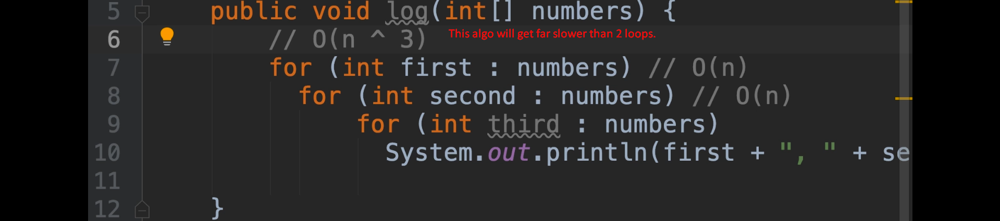 5 public void log(int[] numbers) {
6 // O(n ^ 3) This algo will get far slower than 2 loops.
7 for (int first : numbers) // O(n)
8 for (int second : numbers) // O(n)
9 for (int third : numbers)
10 System.out.println(first + ", " + se
11
12 }